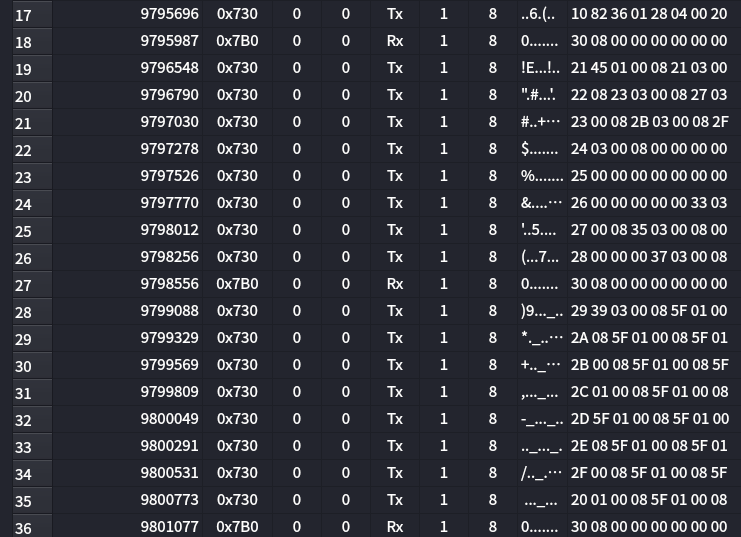 17 9795696 0x730 0 0 Tx 1 8 ..6.(.. 10 82 36 01 28 04 00 20
18 9795987 0x7B0 0 0 Rx 1 8 0....... 30 08 00 00 00 00 00 00
19 9796548 0x730 0 0 Tx 1 8 !E...!.. 21 45 01 00 08 21 03 00
20 9796790 0x730 0 0 Tx 1 8 ".#...'. 22 08 23 03 00 08 27 03
21 9797030 0x730 0 0 Tx 1 8 #..+··· 23 00 08 2B 03 00 08 2F
22 9797278 0x730 0 0 Tx 1 8 $....... 24 03 00 08 00 00 00 00
23 9797526 0x730 0 0 Tx 1 8 %....... 25 00 00 00 00 00 00 00
24 9797770 0x730 0 0 Tx 1 8 &....··· 26 00 00 00 00 00 33 03
25 9798012 0x730 0 0 Tx 1 8 '..5.... 27 00 08 35 03 00 08 00
26 9798256 0x730 0 0 Tx 1 8 (...7... 28 00 00 00 37 03 00 08
27 9798556 0x7B0 0 0 Rx 1 8 0....... 30 08 00 00 00 00 00 00
28 9799088 0x730 0 0 Tx 1 8 )9..._.. 29 39 03 00 08 5F 01 00
29 9799329 0x730 0 0 Tx 1 8 *._..··· 2A 08 5F 01 00 08 5F 01
30 9799569 0x730 0 0 Tx 1 8 +.._··· 2B 00 08 5F 01 00 08 5F
31 9799809 0x730 0 0 Tx 1 8 ,..._... 2C 01 00 08 5F 01 00 08
32 9800049 0x730 0 0 Tx 1 8 -_..._.. 2D 5F 01 00 08 5F 01 00
33 9800291 0x730 0 0 Tx 1 8 .._..._. 2E 08 5F 01 00 08 5F 01
34 9800531 0x730 0 0 Tx 1 8 /.._.··· 2F 00 08 5F 01 00 08 5F
35 9800773 0x730 0 0 Tx 1 8 ..._... 20 01 00 08 5F 01 00 08
36 9801077 0x7B0 0 0 Rx 1 8 0....... 30 08 00 00 00 00 00 00